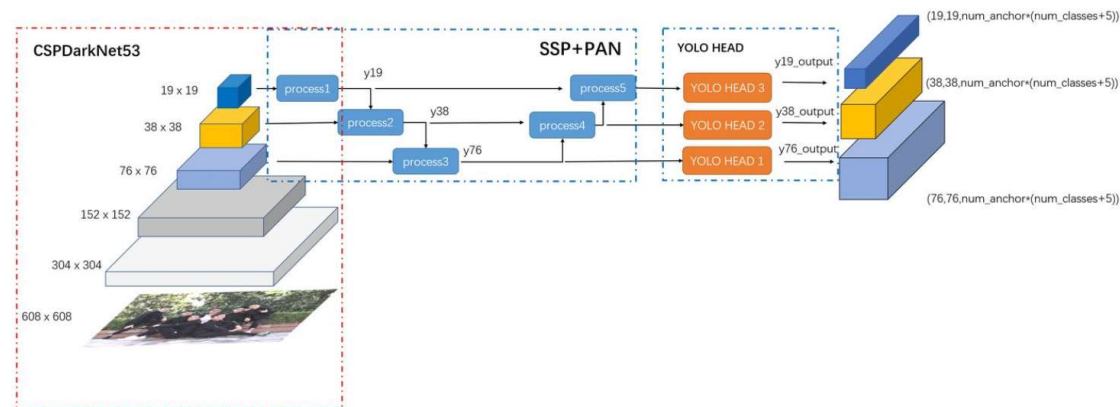 CSPDarkNet53
SSP+PAN
YOLO HEAD
(19,19,num_anchor*(num_classes+5))
19 x 19
process1
y19
process5
YOLO HEAD 3
y19_output
(38,38,num_anchor*(num_classes+5))
38 x 38
process2
y38
process4
YOLO HEAD 2
y38_output
76 x 76
process3
y76
YOLO HEAD 1
y76_output
(76,76,num_anchor*(num_classes+5))
152 x 152
304 x 304
608 x 608